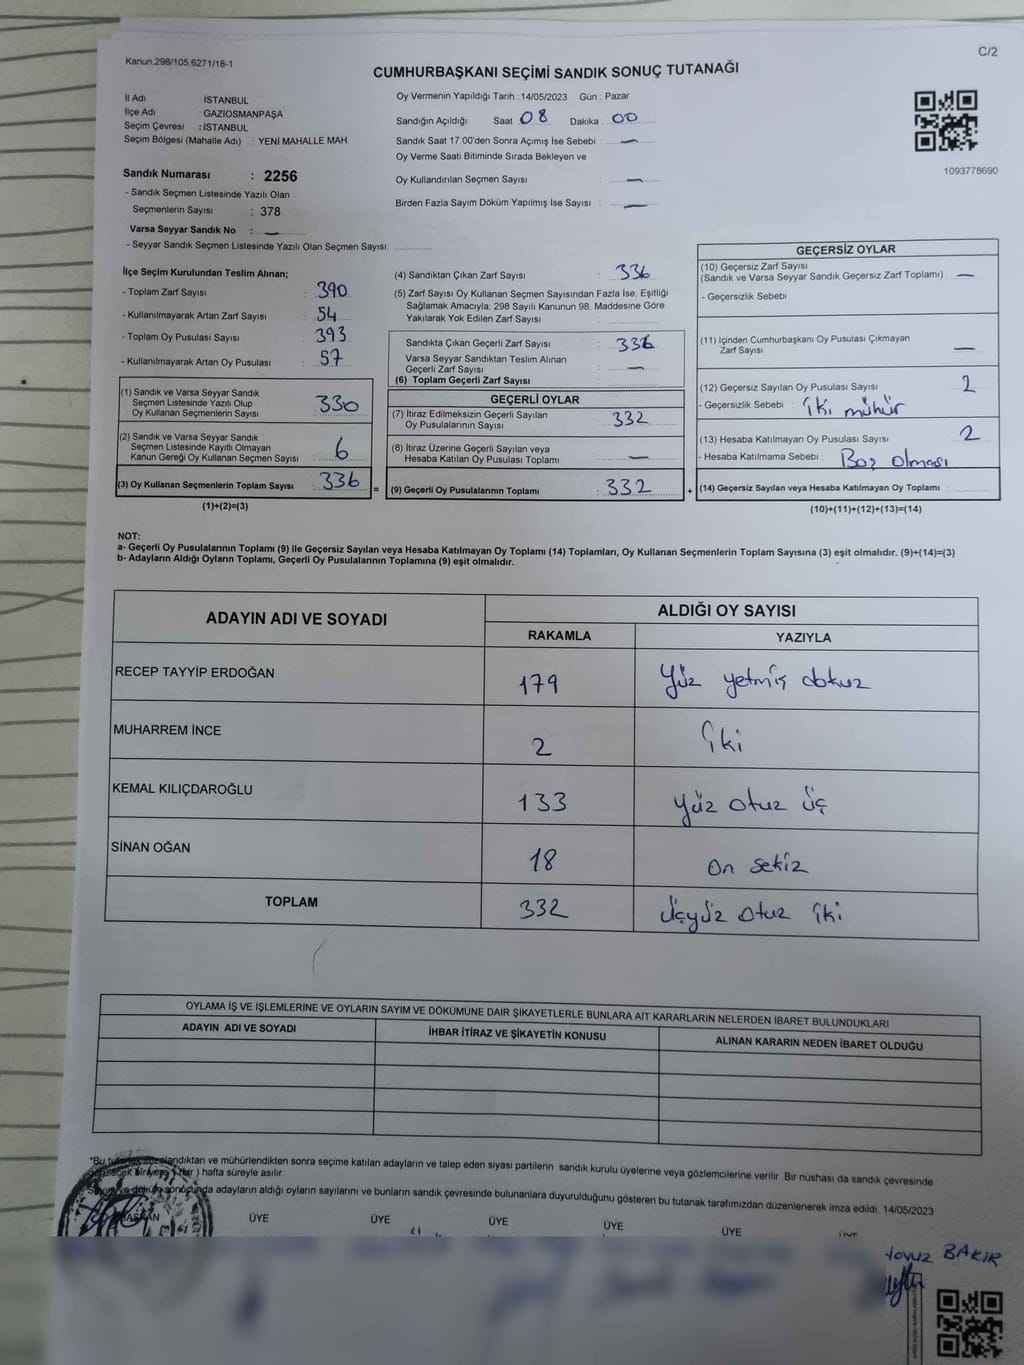 C/2
Kanun.298/105,6271/18-1
CUMHURBAŞKANI SEÇİMİ SANDIK SONUÇ TUTANAĞI
İl Adı : İSTANBUL
İlçe Adı : GAZİOSMANPAŞA
Seçim Çevresi : İSTANBUL
Seçim Bölgesi (Mahalle Adı) : YENİ MAHALLE MAH
Oy Vermenin Yapıldığı Tarih : 14/05/2023 Gün : Pazar
Sandığın Açıldığı Saat 08 Dakika : 00
Sandık Saat 17.00'den Sonra Açımış İse Sebebi : —
Oy Verme Saati Bitiminde Sırada Bekleyen ve
Oy Kullandırılan Seçmen Sayısı : —
Birden Fazla Sayım Döküm Yapılmış İse Sayısı : —
1093778690
Sandık Numarası : 2256
- Sandık Seçmen Listesinde Yazılı Olan
Seçmenlerin Sayısı : 378
Varsa Seyyar Sandık No : —
- Seyyar Sandık Seçmen Listesinde Yazılı Olan Seçmen Sayısı:
İlçe Seçim Kurulundan Teslim Alınan;
- Toplam Zarf Sayısı : 390
- Kullanılmayarak Artan Zarf Sayısı : 54
- Toplam Oy Pusulası Sayısı : 393
- Kullanılmayarak Artan Oy Pusulası : 57
(1) Sandık ve Varsa Seyyar Sandık
Seçmen Listesinde Yazılı Olup
Oy Kullanan Seçmenlerin Sayısı : 330
(2) Sandık ve Varsa Seyyar Sandık
Seçmen Listesinde Kayıtlı Olmayan
Kanun Gereği Oy Kullanan Seçmen Sayısı : 6
(3) Oy Kullanan Seçmenlerin Toplam Sayısı : 336 =
(1)+(2)=(3)
(4) Sandıktan Çıkan Zarf Sayısı : 336
(5) Zarf Sayısı Oy Kullanan Seçmen Sayısından Fazla İse, Eşitliği
Sağlamak Amacıyla, 298 Sayılı Kanunun 98. Maddesine Göre
Yakılarak Yok Edilen Zarf Sayısı :
Sandıkta Çıkan Geçerli Zarf Sayısı : 336
Varsa Seyyar Sandıktan Teslim Alınan
Geçerli Zarf Sayısı : —
(6) Toplam Geçerli Zarf Sayısı :
GEÇERLİ OYLAR
(7) İtiraz Edilmeksizin Geçerli Sayılan
Oy Pusulalarının Sayısı : 332
(8) İtiraz Üzerine Geçerli Sayılan veya
Hesaba Katılan Oy Pusulası Toplamı : —
(9) Geçerli Oy Pusulalarının Toplamı : 332 +
GEÇERSİZ OYLAR
(10) Geçersiz Zarf Sayısı
(Sandık ve Varsa Seyyar Sandık Geçersiz Zarf Toplamı) : —
- Geçersizlik Sebebi
(11) İçinden Cumhurbaşkanı Oy Pusulası Çıkmayan
Zarf Sayısı —
(12) Geçersiz Sayılan Oy Pusulası Sayısı : 2
- Geçersizlik Sebebi : İki mühür
(13) Hesaba Katılmayan Oy Pusulası Sayısı : 2
- Hesaba Katılmama Sebebi : Boş olması
(14) Geçersiz Sayılan veya Hesaba Katılmayan Oy Toplamı :
(10)+(11)+(12)+(13)=(14)
NOT:
a- Geçerli Oy Pusulalarının Toplamı (9) ile Geçersiz Sayılan veya Hesaba Katılmayan Oy Toplamı (14) Toplamları, Oy Kullanan Seçmenlerin Toplam Sayısına (3) eşit olmalıdır. (9)+(14)=(3)
b- Adayların Aldığı Oyların Toplamı, Geçerli Oy Pusulalarının Toplamına (9) eşit olmalıdır.
ADAYIN ADI VE SOYADI ALDIĞI OY SAYISI
RAKAMLA YAZIYLA
RECEP TAYYİP ERDOĞAN 179 Yüz yetmiş dokuz
MUHARREM İNCE 2 İki
KEMAL KILIÇDAROĞLU 133 Yüz otuz üç
SİNAN OĞAN 18 On sekiz
TOPLAM 332 Üçyüz otuz iki
OYLAMA İŞ VE İŞLEMLERİNE VE OYLARIN SAYIM VE DÖKÜMÜNE DAİR ŞİKAYETLERLE BUNLARA AİT KARARLARIN NELERDEN İBARET BULUNDUKLARI
ADAYIN ADI VE SOYADI İHBAR İTİRAZ VE ŞİKAYETİN KONUSU ALINAN KARARIN NEDEN İBARET OLDUĞU
*Bu mühürlendikten sonra seçime katılan adayların ve talep eden siyasi partilerin sandık kurulu üyelerine veya gözlemcilerine verilir. Bir nüshası da sandık çevresinde
hafta süreyle asılır.
adayların aldığı oyların sayılarını ve bunların sandık çevresinde bulunanlara duyurulduğunu gösteren bu tutanak tarafımızdan düzenlenerek imza edildi. 14/05/2023
BAŞKAN ÜYE ÜYE ÜYE ÜYE ÜYE
BAKIR